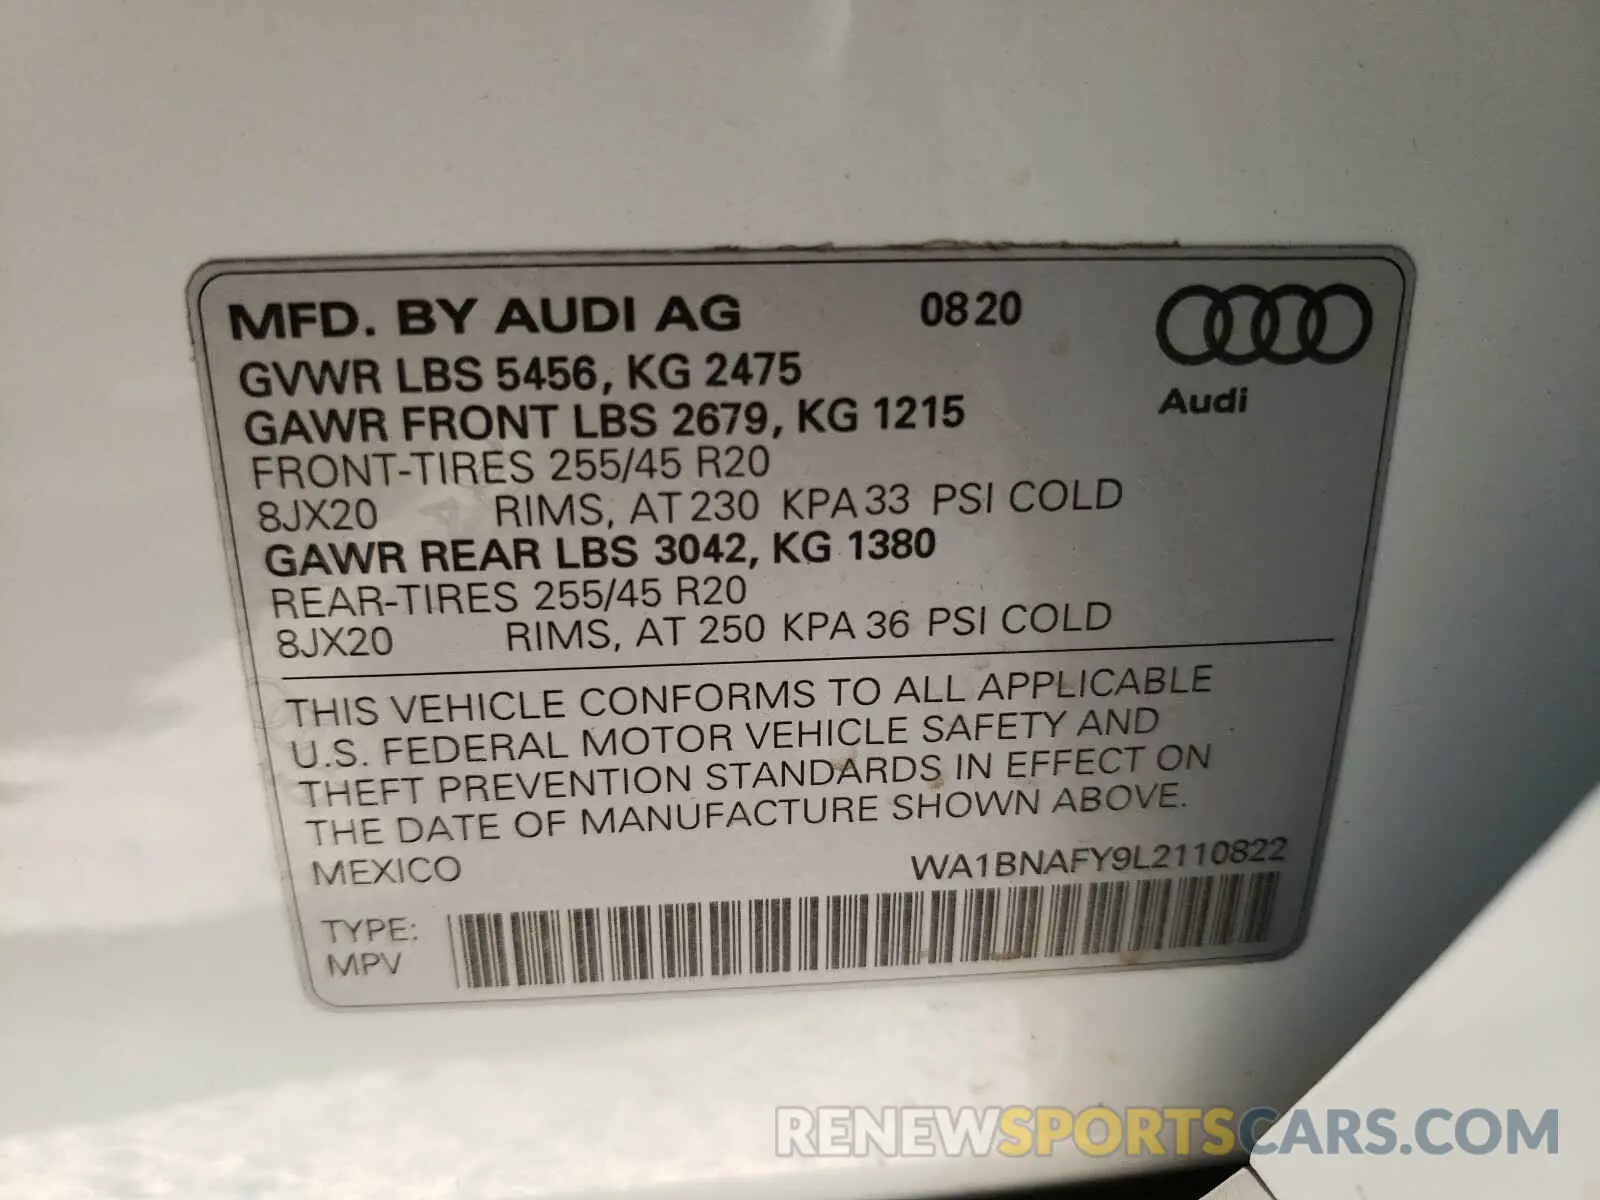 MFD. BY AUDI AG 08 20
GVWR LBS 5456, KG 2475
GAWR FRONT LBS 2679, KG 1215
Audi
FRONT-TIRES 255/45 R20
8JX20 RIMS, AT 230 KPA 33 PSI COLD
GAWR REAR LBS 3042, KG 1380
REAR-TIRES 255/45 R20
8JX20 RIMS, AT 250 KPA 36 PSI COLD
THIS VEHICLE CONFORMS TO ALL APPLICABLE
U.S. FEDERAL MOTOR VEHICLE SAFETY AND
THEFT PREVENTION STANDARDS IN EFFECT ON
THE DATE OF MANUFACTURE SHOWN ABOVE.
MEXICO WA1BNAFY9L2110822
TYPE:
MPV
RENEWSPORTSCARS.COM